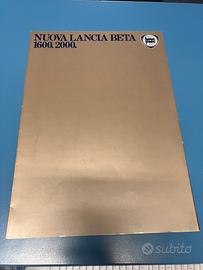 NUOVA LANCIA BETA
1600. 2000.
subito